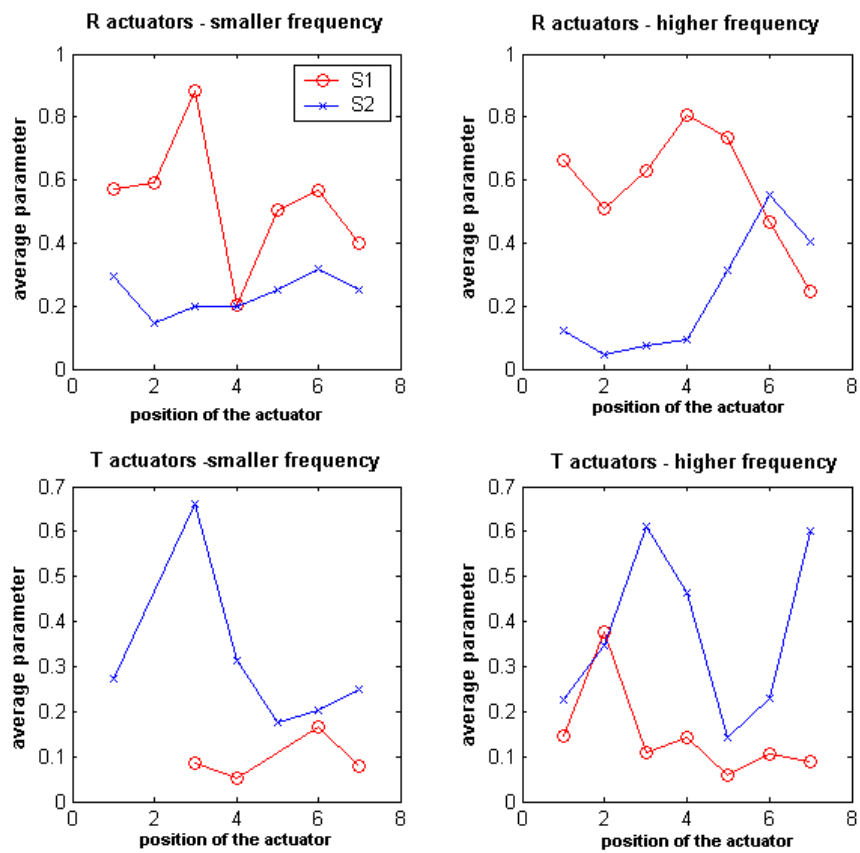 R actuators - smaller frequency
1
0.8
0.6
0.4
0.2
0
average parameter
S1
S2
0 2 4 6 8
position of the actuator
R actuators - higher frequency
1
0.8
0.6
0.4
0.2
0
average parameter
0 2 4 6 8
position of the actuator
T actuators -smaller frequency
0.7
0.6
0.5
0.4
0.3
0.2
0.1
0
average parameter
0 2 4 6 8
position of the actuator
T actuators - higher frequency
0.7
0.6
0.5
0.4
0.3
0.2
0.1
0
average parameter
0 2 4 6 8
position of the actuator